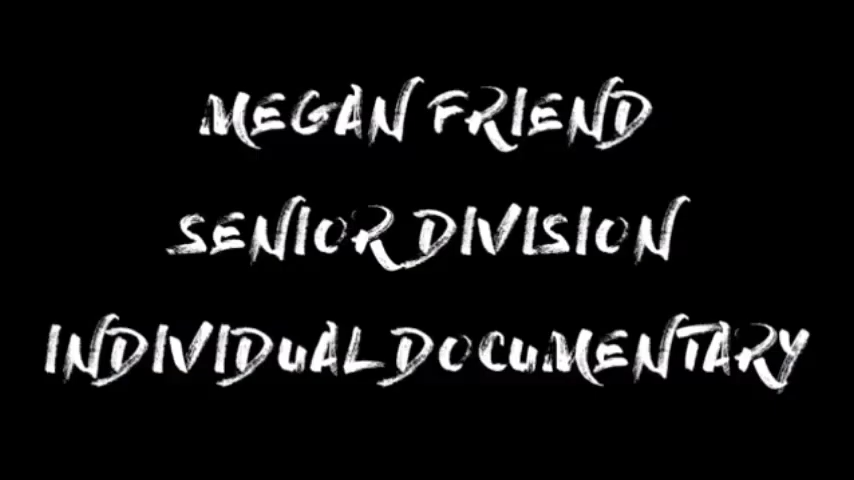 MEGAN FRIEND
SENIOR DIVISION
INDIVIDUAL DOCUMENTARY